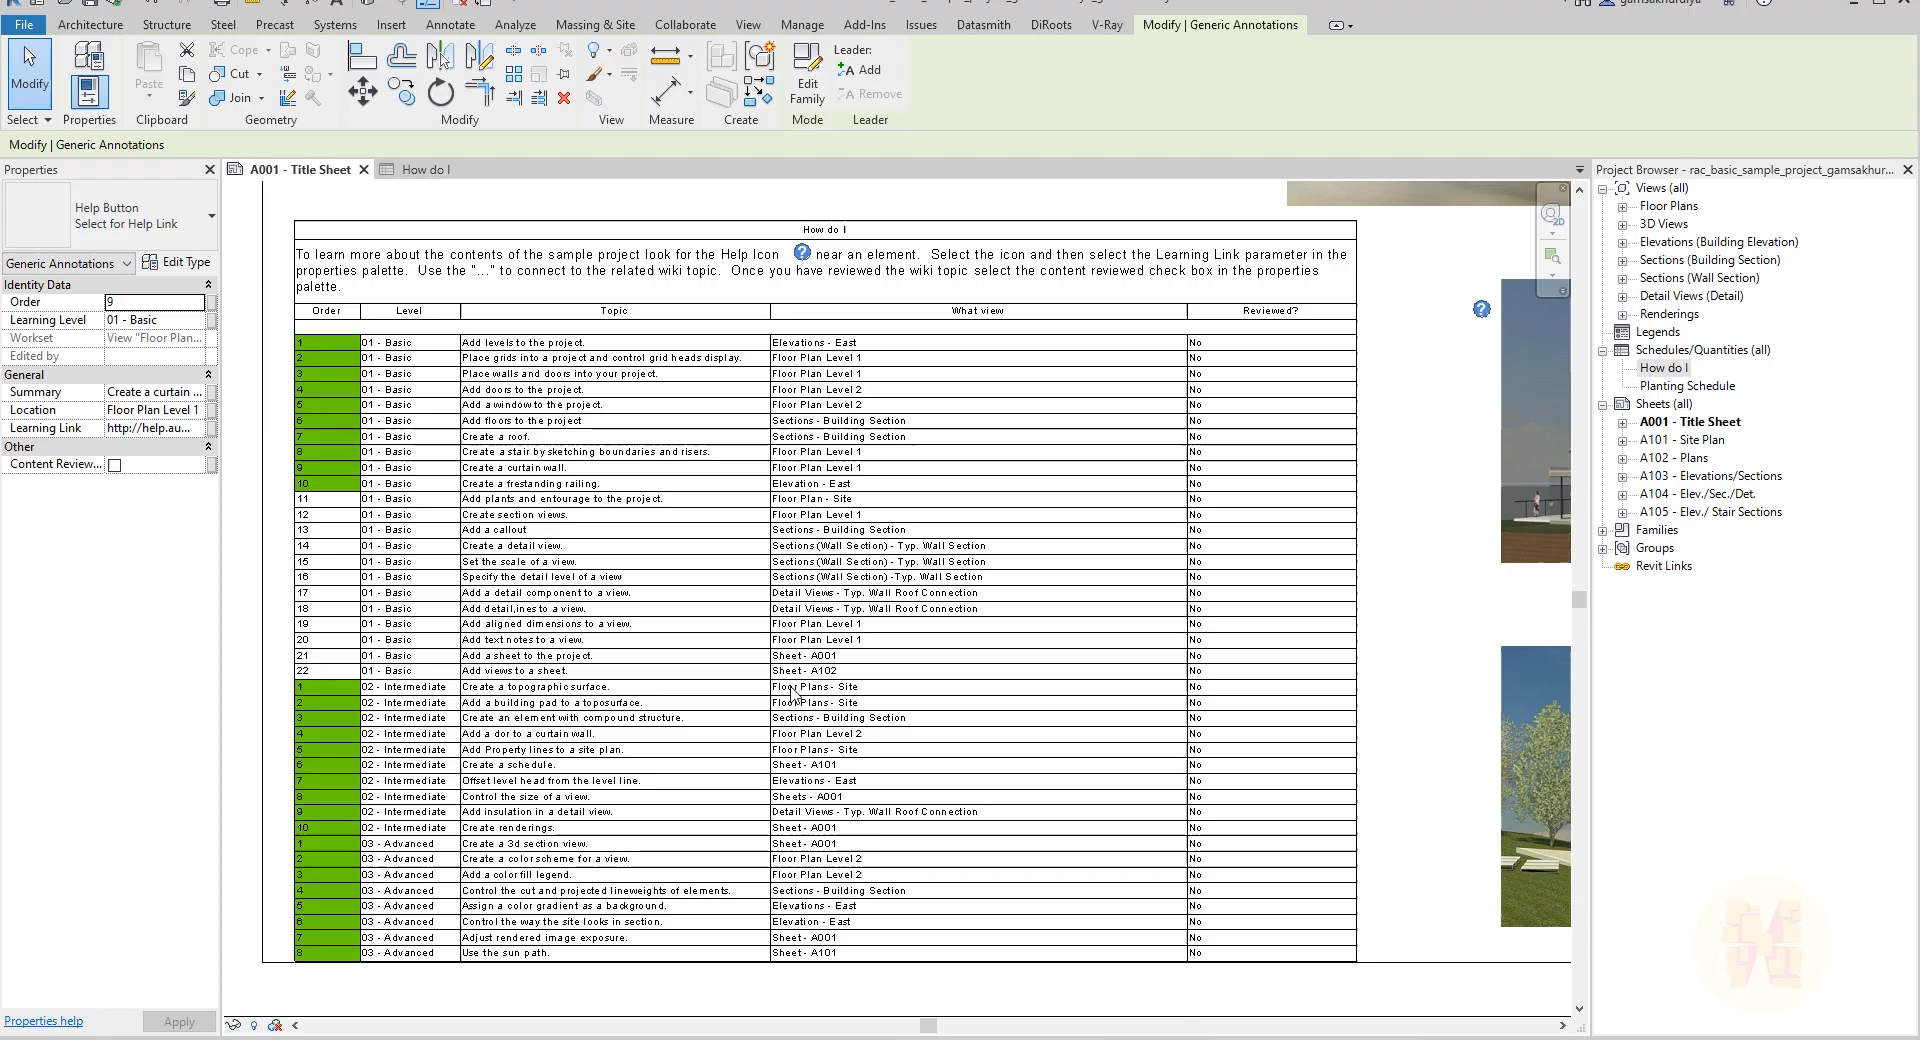 File Architecture Structure Steel Precast Systems Insert Annotate Analyze Massing & Site Collaborate View Manage Add-Ins Issues Datasmith DiRoots V-Ray Modify | Generic Annotations
Modify
Paste
Cope
Cut
Join
Edit Family
Leader:
Add
Remove
Select Properties Clipboard Geometry Modify View Measure Create Mode Leader
Modify | Generic Annotations
Properties
Help Button
Select for Help Link
Generic Annotations Edit Type
Identity Data
Order 9
Learning Level 01 - Basic
Workset View "Floor Plan...
Edited by
General
Summary Create a curtain ...
Location Floor Plan Level 1
Learning Link http://help.au...
Other
Content Review...
Properties help Apply
A001 - Title Sheet How do I
How do I
To learn more about the contents of the sample project look for the Help Icon near an element. Select the icon and then select the Learning Link parameter in the
properties palette. Use the "..." to connect to the related wiki topic. Once you have reviewed the wiki topic select the content reviewed check box in the properties
palette.
Order Level Topic What view Reviewed?
1 01 - Basic Add levels to the project. Elevations - East No
2 01 - Basic Place grids into a project and control grid heads display. Floor Plan Level 1 No
3 01 - Basic Place walls and doors into your project. Floor Plan Level 1 No
4 01 - Basic Add doors to the project. Floor Plan Level 2 No
5 01 - Basic Add a window to the project. Floor Plan Level 2 No
6 01 - Basic Add floors to the project Sections - Building Section No
7 01 - Basic Create a roof. Sections - Building Section No
8 01 - Basic Create a stair by sketching boundaries and risers. Floor Plan Level 1 No
9 01 - Basic Create a curtain wall. Floor Plan Level 1 No
10 01 - Basic Create a frestanding railing. Elevation - East No
11 01 - Basic Add plants and entourage to the project. Floor Plan - Site No
12 01 - Basic Create section views. Floor Plan Level 1 No
13 01 - Basic Add a callout Sections - Building Section No
14 01 - Basic Create a detail view. Sections (Wall Section) - Typ. Wall Section No
15 01 - Basic Set the scale of a view. Sections (Wall Section) - Typ. Wall Section No
16 01 - Basic Specify the detail level of a view Sections (Wall Section) -Typ. Wall Section No
17 01 - Basic Add a detail component to a view. Detail Views - Typ. Wall Roof Connection No
18 01 - Basic Add detail,ines to a view. Detail Views - Typ. Wall Roof Connection No
19 01 - Basic Add aligned dimensions to a view. Floor Plan Level 1 No
20 01 - Basic Add text notes to a view. Floor Plan Level 1 No
21 01 - Basic Add a sheet to the project. Sheet - A001 No
22 01 - Basic Add views to a sheet. Sheet - A102 No
1 02 - Intermediate Create a topographic surface. Floor Plans - Site No
2 02 - Intermediate Add a building pad to a toposurface. Floor Plans - Site No
3 02 - Intermediate Create an element with compound structure. Sections - Building Section No
4 02 - Intermediate Add a dor to a curtain wall. Floor Plan Level 2 No
5 02 - Intermediate Add Property lines to a site plan. Floor Plans - Site No
6 02 - Intermediate Create a schedule. Sheet - A101 No
7 02 - Intermediate Offset level head from the level line. Elevations - East No
8 02 - Intermediate Control the size of a view. Sheets - A001 No
9 02 - Intermediate Add insulation in a detail view. Detail Views - Typ. Wall Roof Connection No
10 02 - Intermediate Create renderings. Sheet - A001 No
1 03 - Advanced Create a 3d section view. Sheet - A001 No
2 03 - Advanced Create a color scheme for a view. Floor Plan Level 2 No
3 03 - Advanced Add a color fill legend. Floor Plan Level 2 No
4 03 - Advanced Control the cut and projected lineweights of elements. Sections - Building Section No
5 03 - Advanced Assign a color gradient as a background. Elevations - East No
6 03 - Advanced Control the way the site looks in section. Elevation - East No
7 03 - Advanced Adjust rendered image exposure. Sheet - A001 No
8 03 - Advanced Use the sun path. Sheet - A101 No
2D
Project Browser - rac_basic_sample_project_gamsakhur...
Views (all)
Floor Plans
3D Views
Elevations (Building Elevation)
Sections (Building Section)
Sections (Wall Section)
Detail Views (Detail)
Renderings
Legends
Schedules/Quantities (all)
How do I
Planting Schedule
Sheets (all)
A001 - Title Sheet
A101 - Site Plan
A102 - Plans
A103 - Elevations/Sections
A104 - Elev./Sec./Det.
A105 - Elev./ Stair Sections
Families
Groups
Revit Links